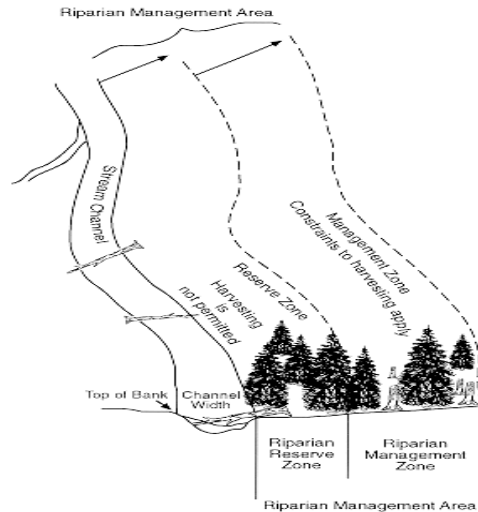 Riparian Management Area
Stream Channel
Reserve Zone
Harvesting
is
not permitted
Management Zone
Constraints to harvesting apply
Top of Bank
Channel
Width
Riparian
Reserve
Zone
Riparian
Management
Zone
Riparian Management Area